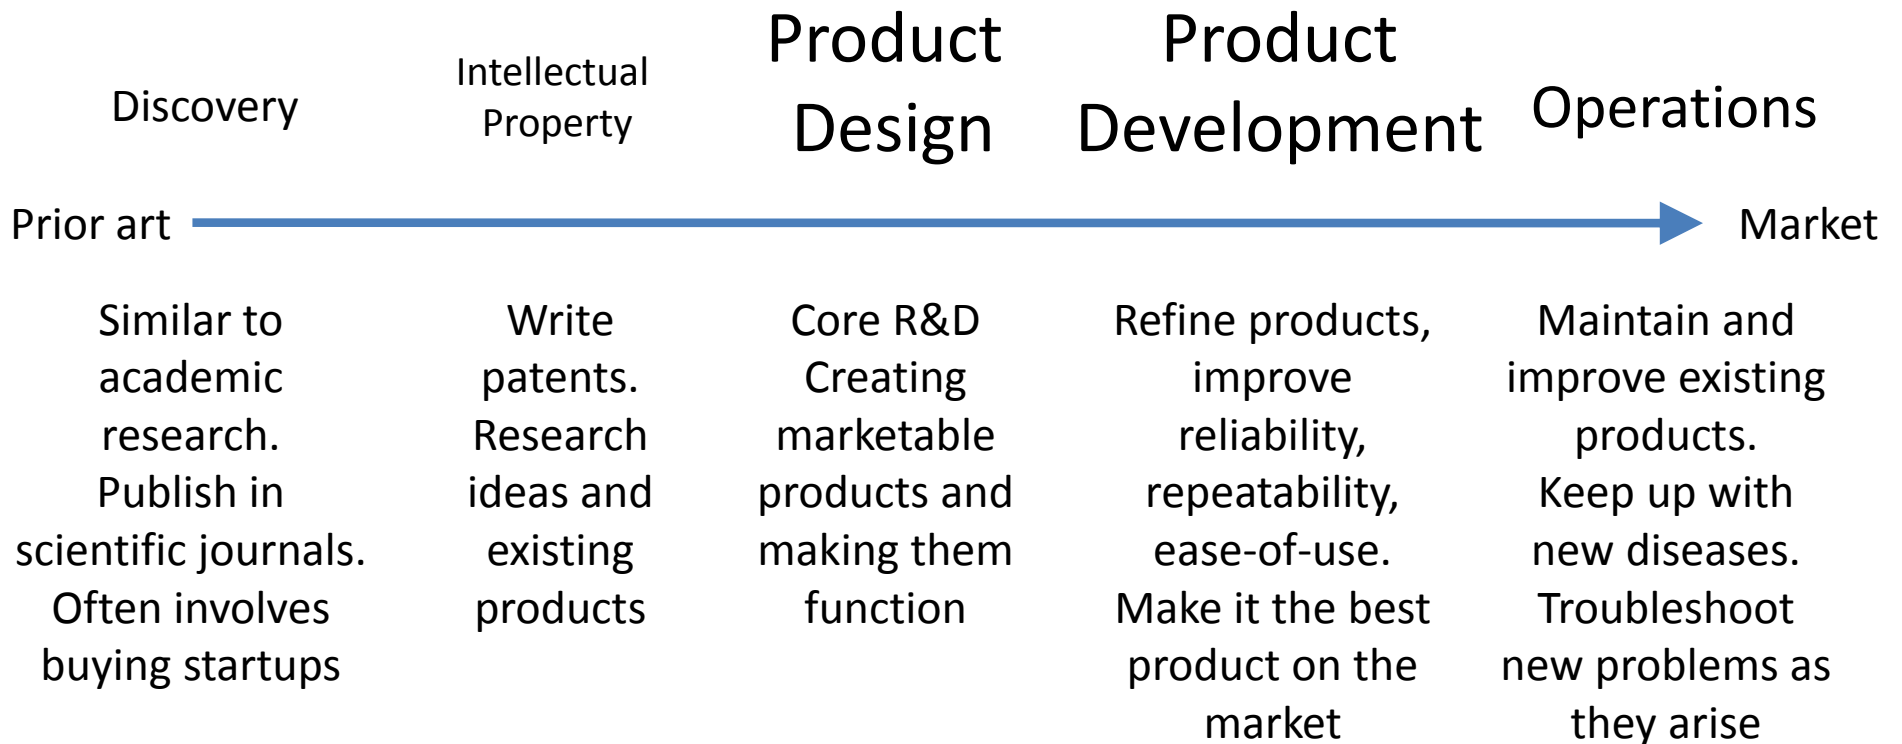 Discovery
Intellectual
Property
Product
Design
Product
Development
Operations
Prior art
Market
Similar to
academic
research.
Publish in
scientific journals.
Often involves
buying startups
Write
patents.
Research
ideas and
existing
products
Core R&D
Creating
marketable
products and
making them
function
Refine products,
improve
reliability,
repeatability,
ease-of-use.
Make it the best
product on the
market
Maintain and
improve existing
products.
Keep up with
new diseases.
Troubleshoot
new problems as
they arise